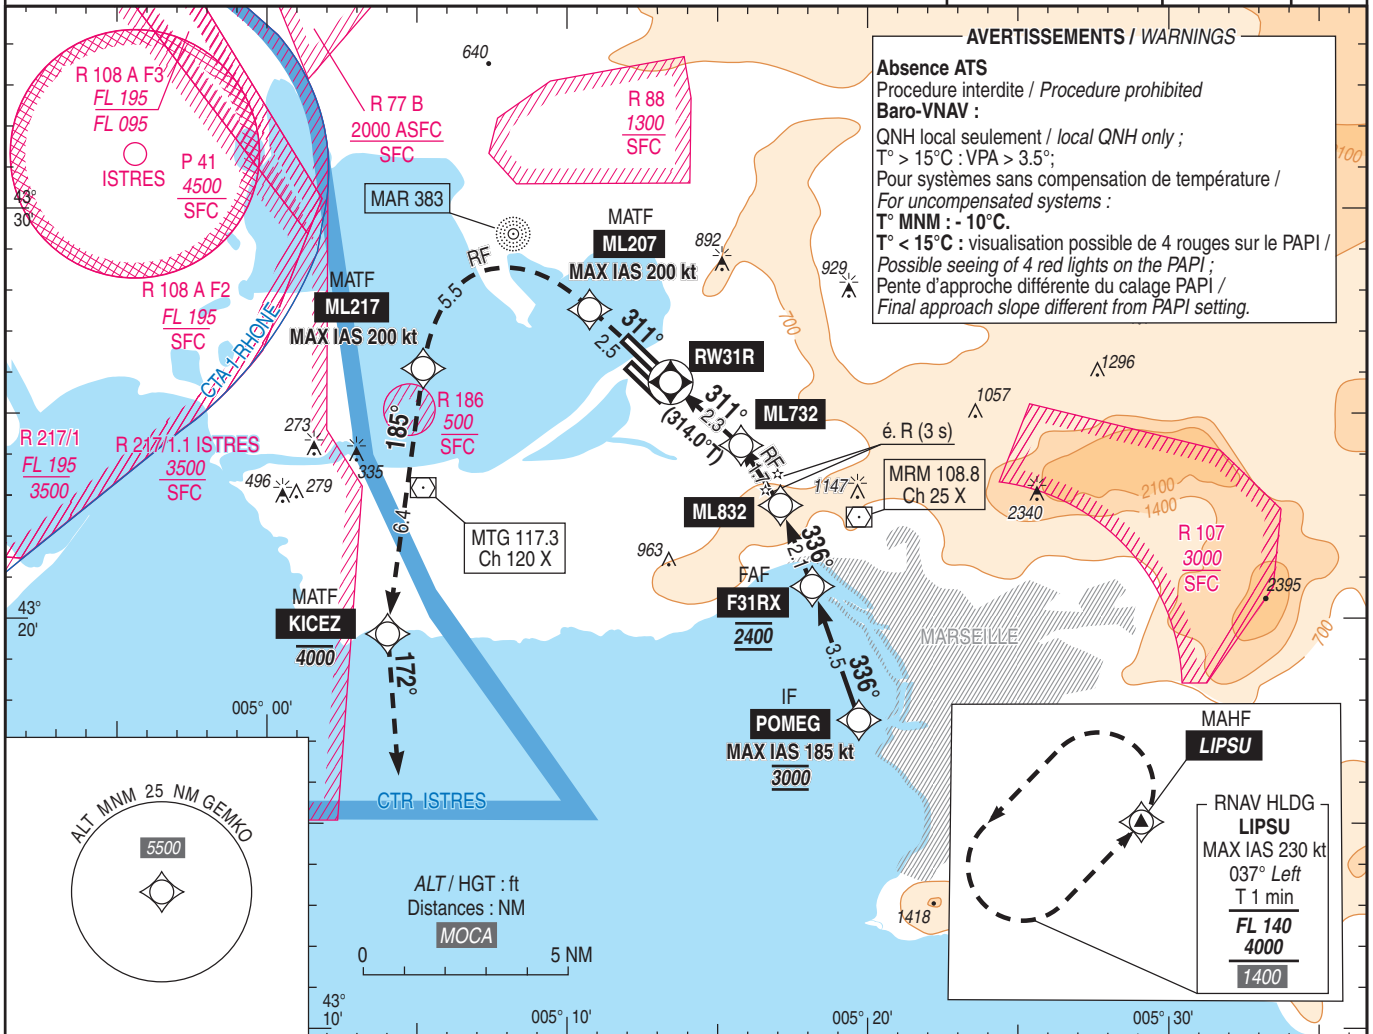 AVERTISSEMENTS / WARNINGS
Absence ATS
Procedure interdite / Procedure prohibited
Baro-VNAV :
QNH local seulement / local QNH only ;
T° > 15°C : VPA > 3.5°;
Pour systèmes sans compensation de température /
For uncompensated systems :
T° MNM : - 10°C.
T° < 15°C : visualisation possible de 4 rouges sur le PAPI /
Possible seeing of 4 red lights on the PAPI ;
Pente d'approche différente du calage PAPI /
Final approach slope different from PAPI setting.
R 108 A F3
FL 195
FL 095
ISTRES
P 41
4500
SFC
R 108 A F2
FL 195
SFC
R 77 B
2000 ASFC
SFC
640
R 88
1300
SFC
2100
43°
30'
MAR 383
MATF
ML207
MAX IAS 200 kt
892
929
700
RF
5.5
MATF
ML217
MAX IAS 200 kt
CTA 1 RHONE
311°
2.5
RW31R
311°
2.3
(314.0°T)
ML732
1296
1057
R 186
500
SFC
185°
6.4
273
335
496
279
R 217/1
FL 195
3500
R 217/1.1 ISTRES
3500
SFC
é. R (3 s)
MRM 108.8
Ch 25 X
RF
1.7
1147
ML832
2100
1400
2340
R 107
3000
SFC
2395
700
MTG 117.3
Ch 120 X
963
336°
2.1
FAF
F31RX
2400
MARSEILLE
43°
20'
MATF
KICEZ
4000
172°
336°
3.5
IF
POMEG
MAX IAS 185 kt
3000
005° 00'
CTR ISTRES
ALT MNM 25 NM GEMKO
5500
ALT / HGT : ft
Distances : NM
MOCA
0
5 NM
1418
MAHF
LIPSU
RNAV HLDG
LIPSU
MAX IAS 230 kt
037° Left
T 1 min
FL 140
4000
1400
43°
10'
005° 10'
005° 20'
005° 30'